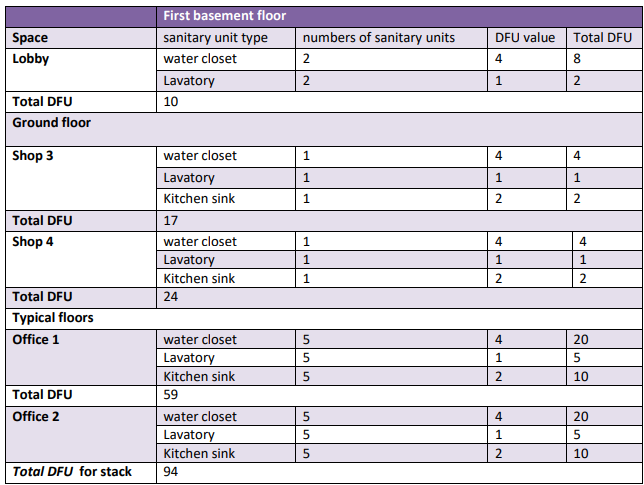 First basement floor
Space sanitary unit type numbers of sanitary units DFU value Total DFU
Lobby water closet 2 4 8
Lavatory 2 1 2
Total DFU 10
Ground floor
Shop 3 water closet 1 4 4
Lavatory 1 1 1
Kitchen sink 1 2 2
Total DFU 17
Shop 4 water closet 1 4 4
Lavatory 1 1 1
Kitchen sink 1 2 2
Total DFU 24
Typical floors
Office 1 water closet 5 4 20
Lavatory 5 1 5
Kitchen sink 5 2 10
Total DFU 59
Office 2 water closet 5 4 20
Lavatory 5 1 5
Kitchen sink 5 2 10
Total DFU for stack 94